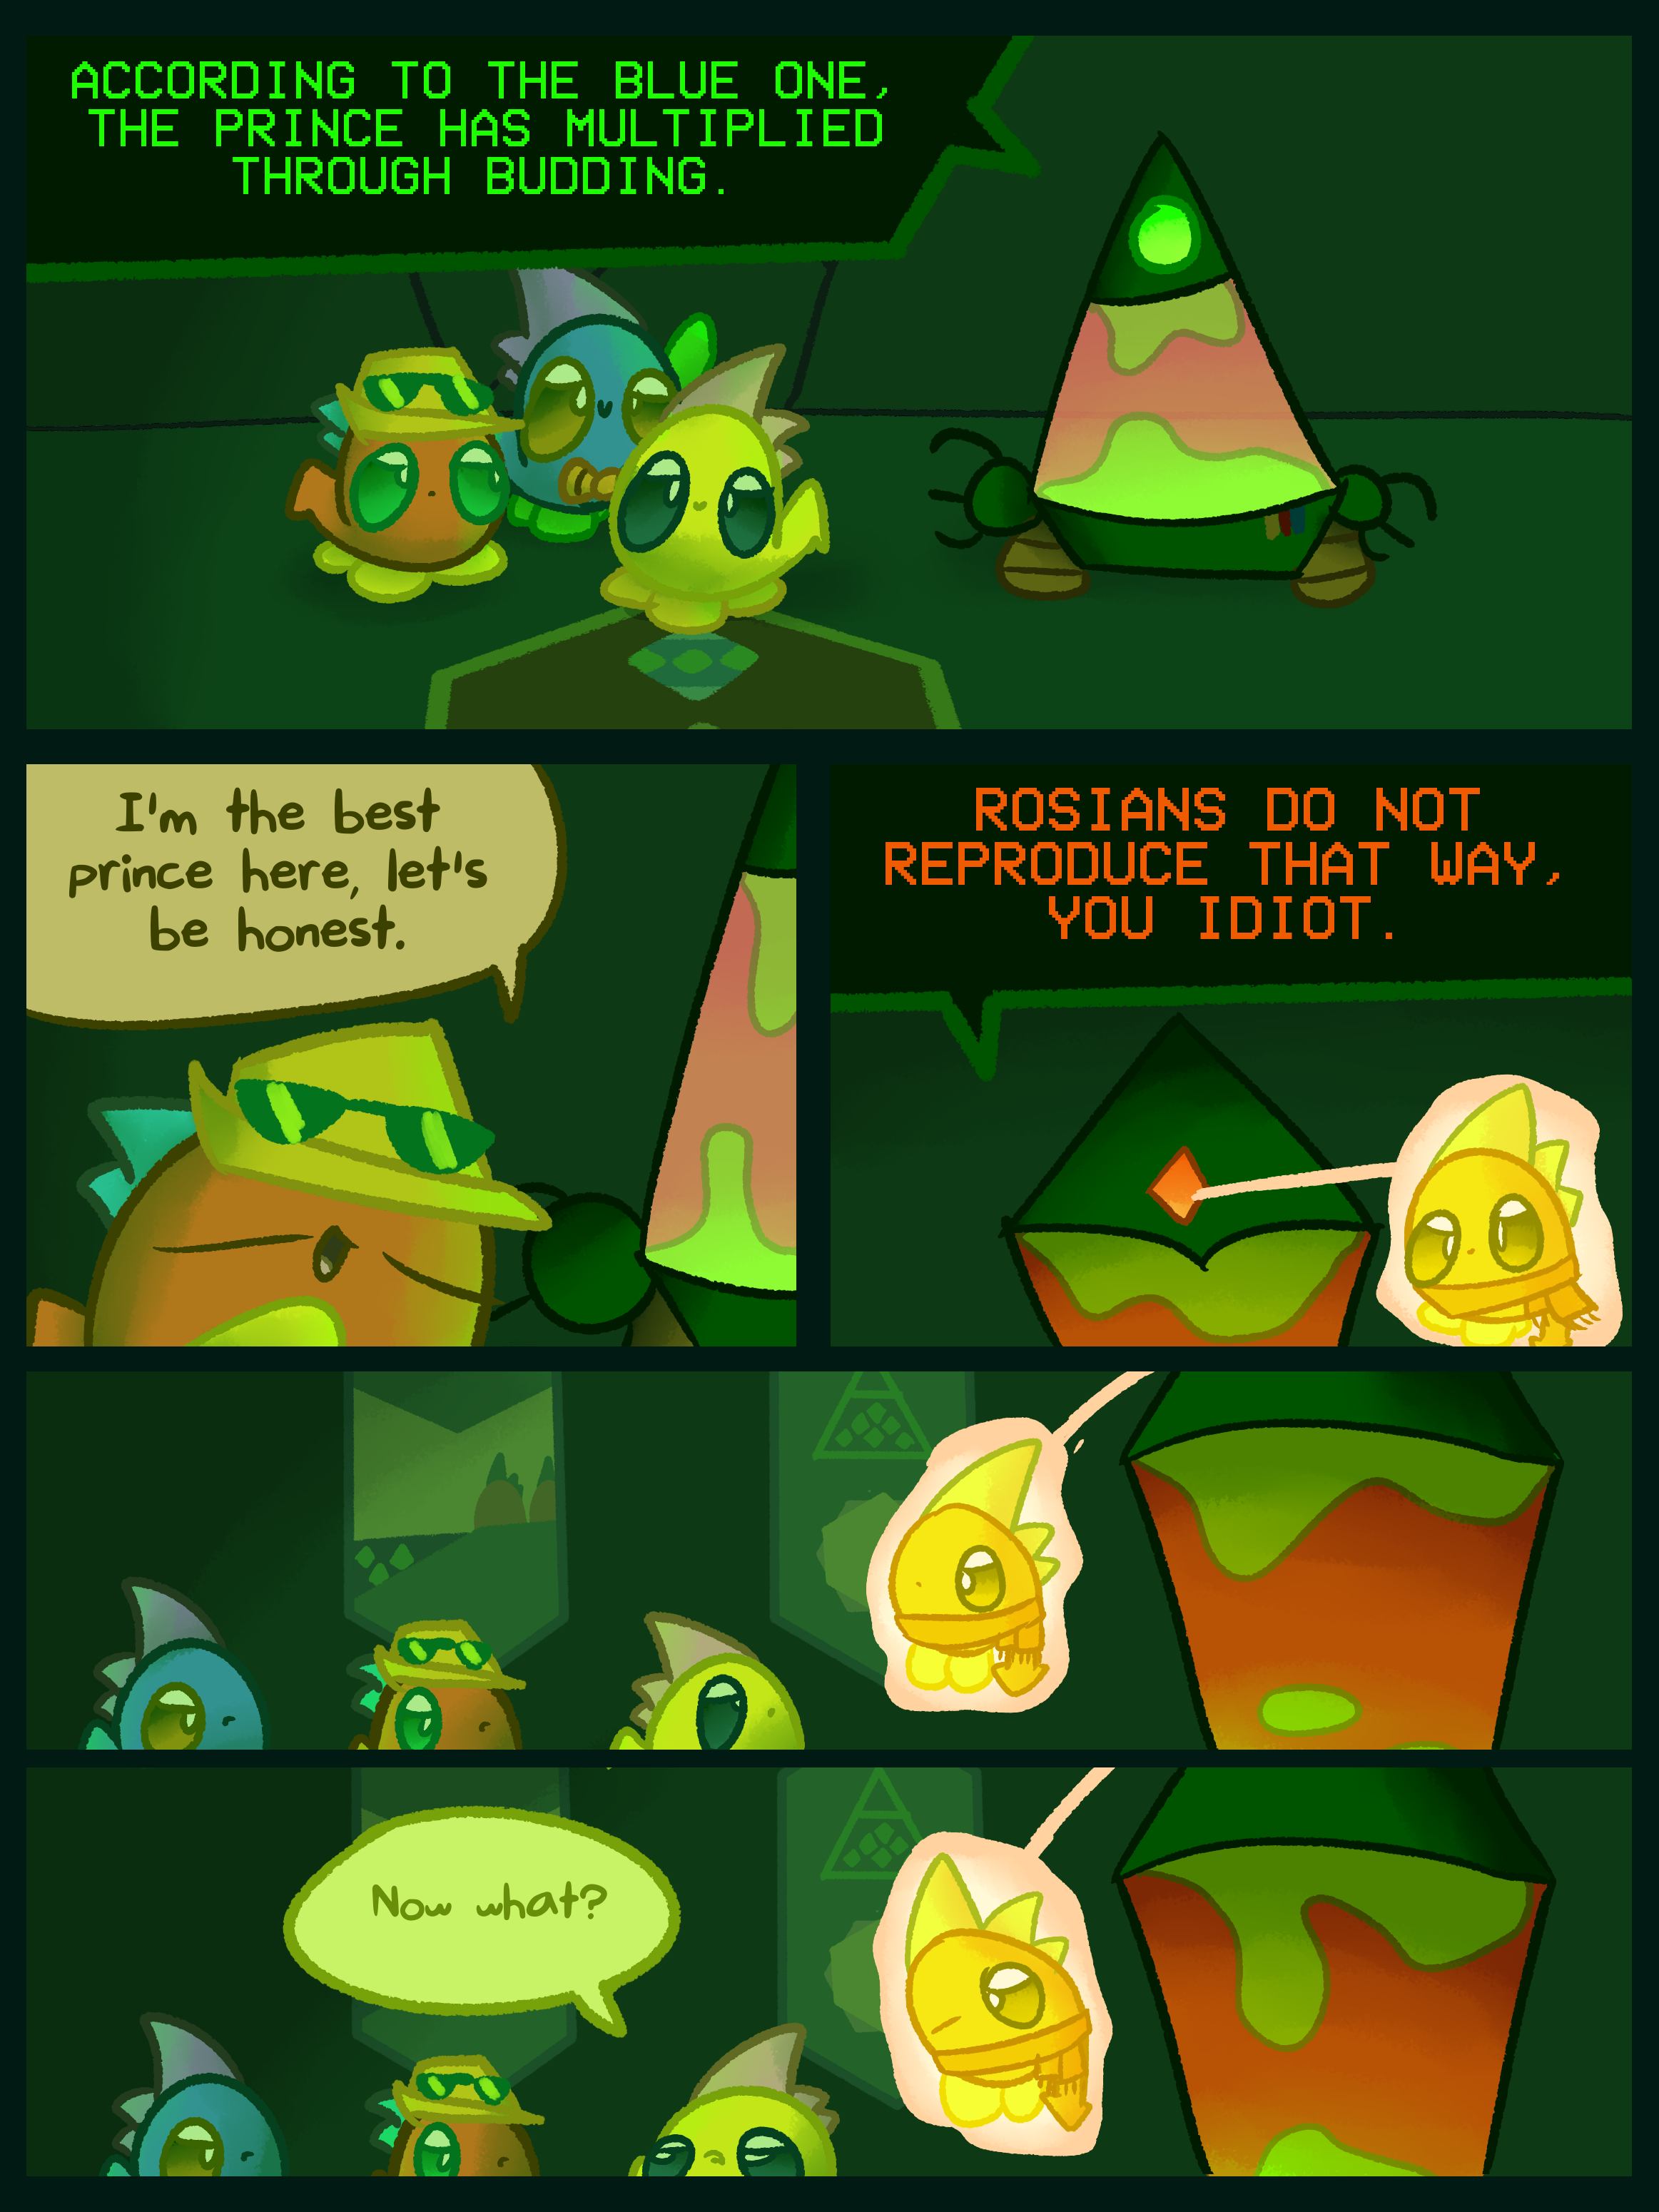 ACCORDING TO THE BLUE ONE,
THE PRINCE HAS MULTIPLIED
THROUGH BUDDING.
I'm the best
prince here, let's
be honest.
ROSIANS DO NOT
REPRODUCE THAT WAY,
YOU IDIOT.
Now what?